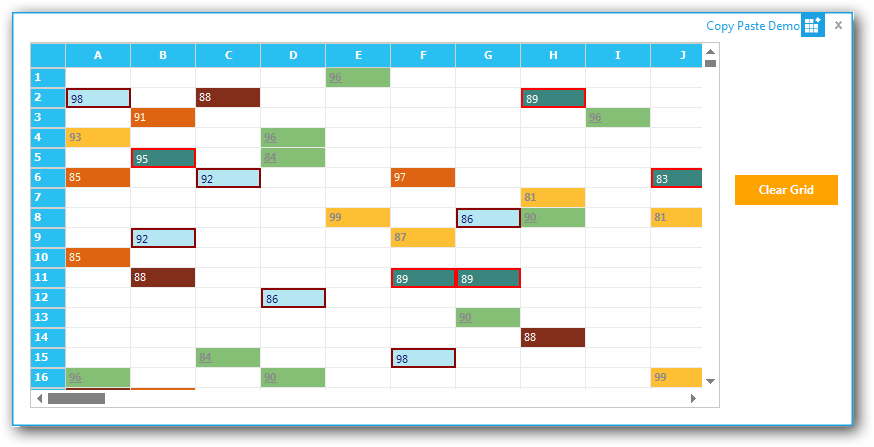 Copy Paste Demo x
A B C D E F G H I J
1 96
2 98 88 89
3 91 96
4 93 96
5 95 84
6 85 92 97 83
7 81
8 99 86 90 81
9 92 87
10 85
11 88 89 89
12 86
13 90
14 88
15 84 98
16 96 90 99
Clear Grid